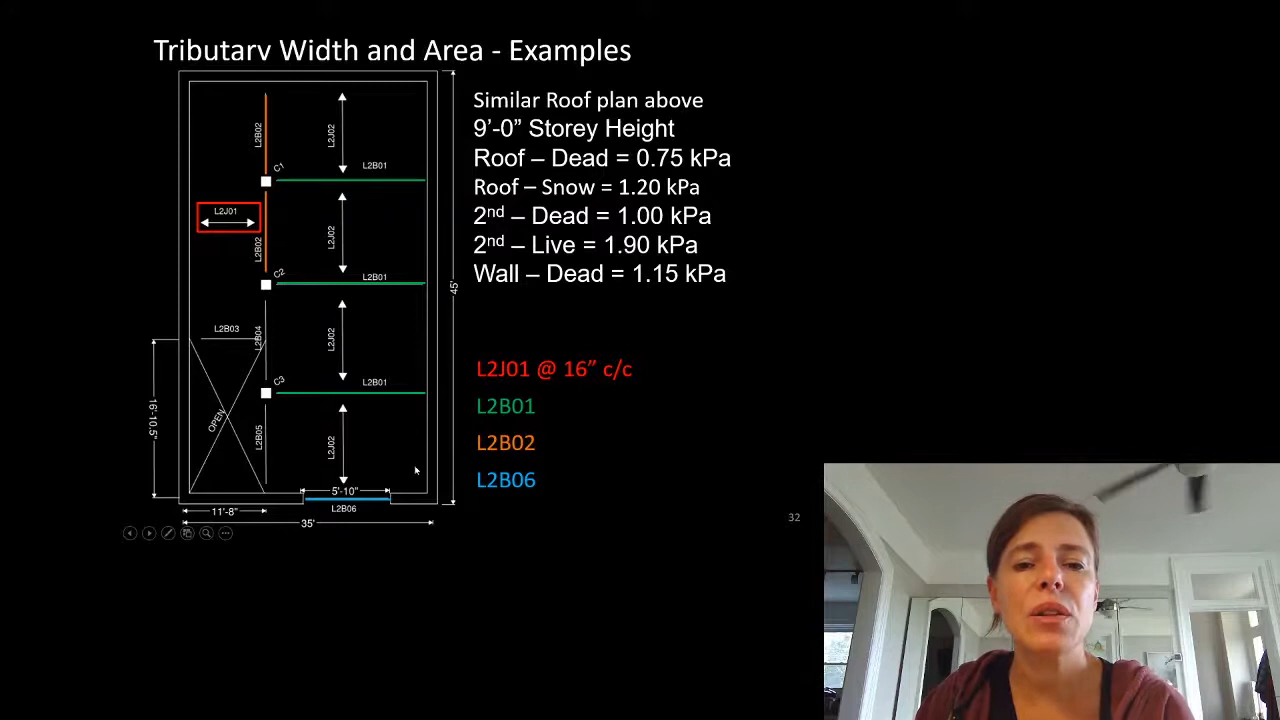 Tributary Width and Area - Examples
Similar Roof plan above
9'-0” Storey Height
Roof – Dead = 0.75 kPa
Roof – Snow = 1.20 kPa
2nd – Dead = 1.00 kPa
2nd – Live = 1.90 kPa
Wall – Dead = 1.15 kPa
L2J01 @ 16” c/c
L2B01
L2B02
L2B06
L2B02
L2J02
C1
L2B01
L2J01
L2B02
L2J02
C2
L2B01
45'
L2B03
L2B04
L2J02
C3
L2B01
16'-10.5"
OPEN
L2B05
L2J02
5'-10"
L2B06
11'-8"
35'
32